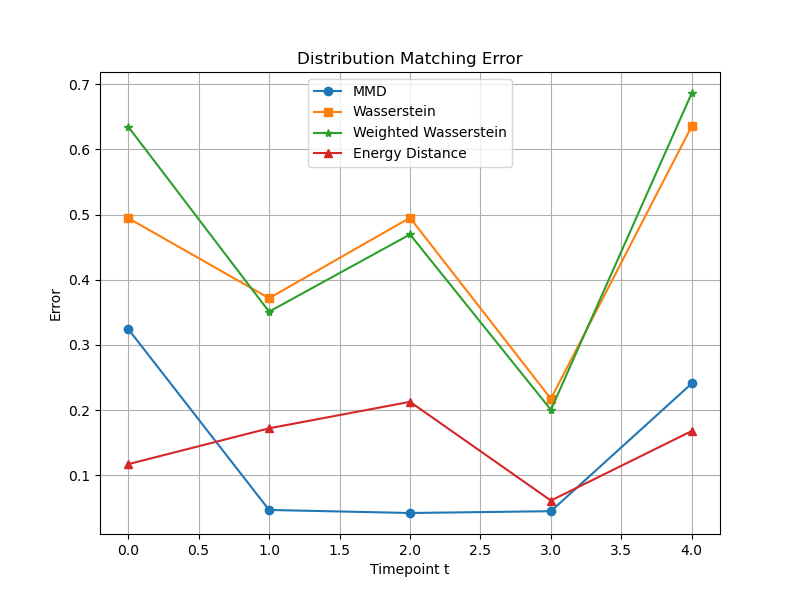 Distribution Matching Error
MMD
Wasserstein
Weighted Wasserstein
Energy Distance
Error
0.7
0.6
0.5
0.4
0.3
0.2
0.1
0.0 0.5 1.0 1.5 2.0 2.5 3.0 3.5 4.0
Timepoint t